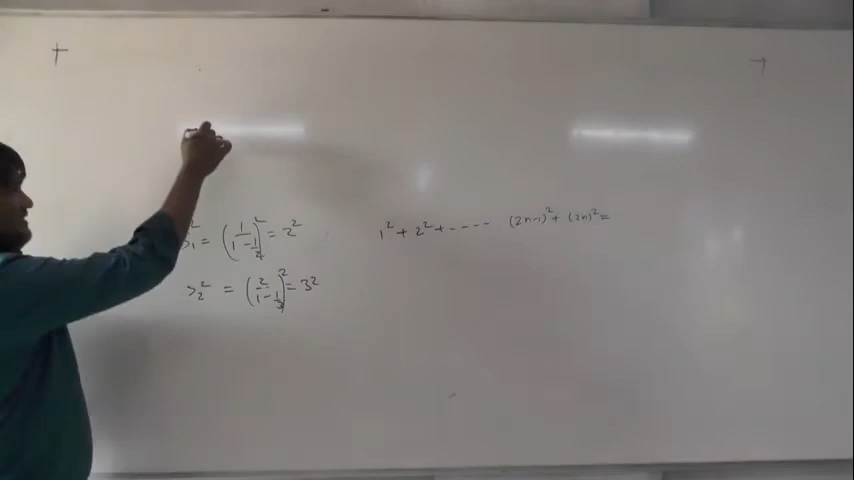 S₁² = (1/(1 - 1/2))² = 2²
1² + 2² + - - - - (2n-1)² + (2n)² =
S₂² = (2/(1 - 1/3))² = 3²